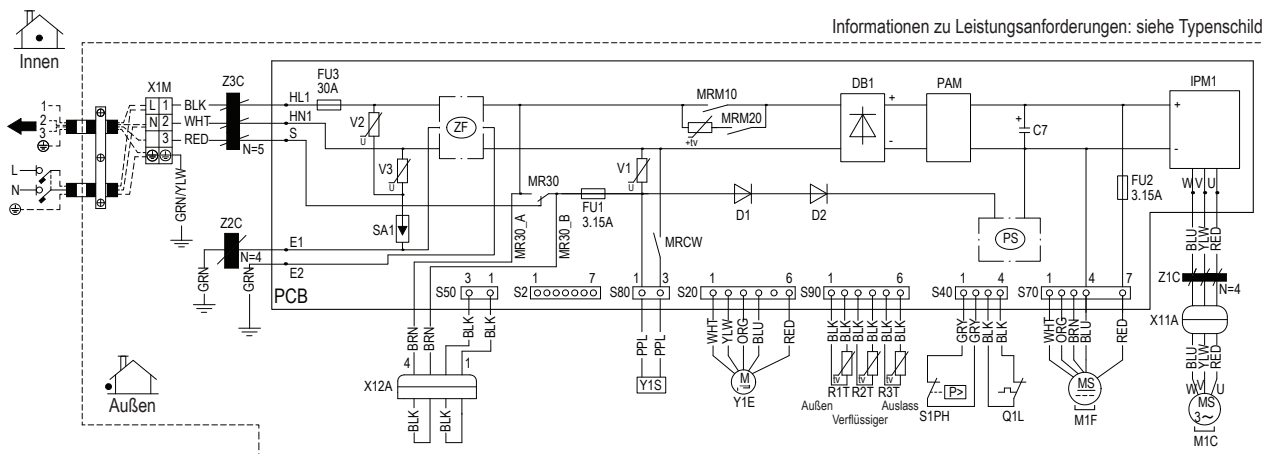 Informationen zu Leistungsanforderungen: siehe Typenschild
Innen
X1M
Z3C
FU3
30A
MRM10
MRM20
+tv
DB1
+
-
PAM
IPM1
+
-
1
2
3
L 1 BLK
N 2 WHT
3 RED
N=5
HL1
HN1
S
V2
U
V3
U
ZF
V1
U
+
C7
FU2
3.15A
W V U
L
N
GRN/YLW
SA1
MR30
MR30_A
MR30_B
FU1
3.15A
D1
D2
PS
MRCW
Z2C
N=4
E1
E2
GRN
GRN
PCB
BLU
YLW
RED
Z1C
N=4
S50 3 1
S2 1 7
S80 1 3
S20 1 6
S90 1 6
S40 1 4
S70 1 4 7
BRN
BRN
BLK
BLK
PPL
PPL
WHT
YLW
ORG
BLU
RED
BLK
BLK
BLK
BLK
BLK
BLK
GRY
GRY
BLK
BLK
WHT
ORG
BRN
BLU
RED
X11A
BLU
YLW
RED
W V U
X12A
4 1
BLK
BLK
Y1S
M
Y1E
tv tv tv
R1T R2T R3T
Außen
Verflüssiger
Auslass
P>
S1PH
Q1L
MS
M1F
MS
3~
M1C
Außen